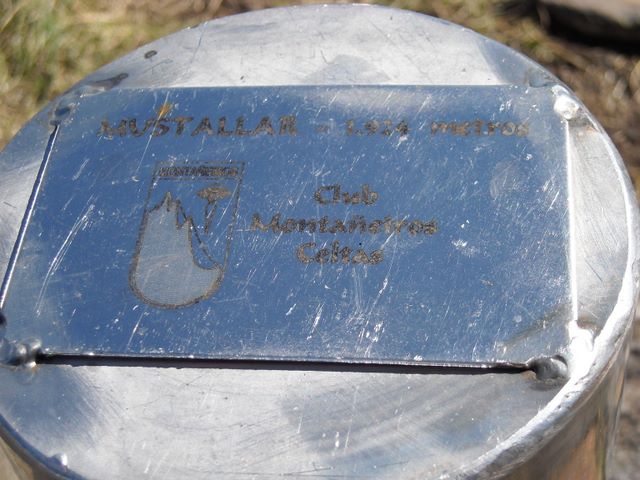 MUSTALLAR - 1.924 metros
Club
Montañeiros
Celtas